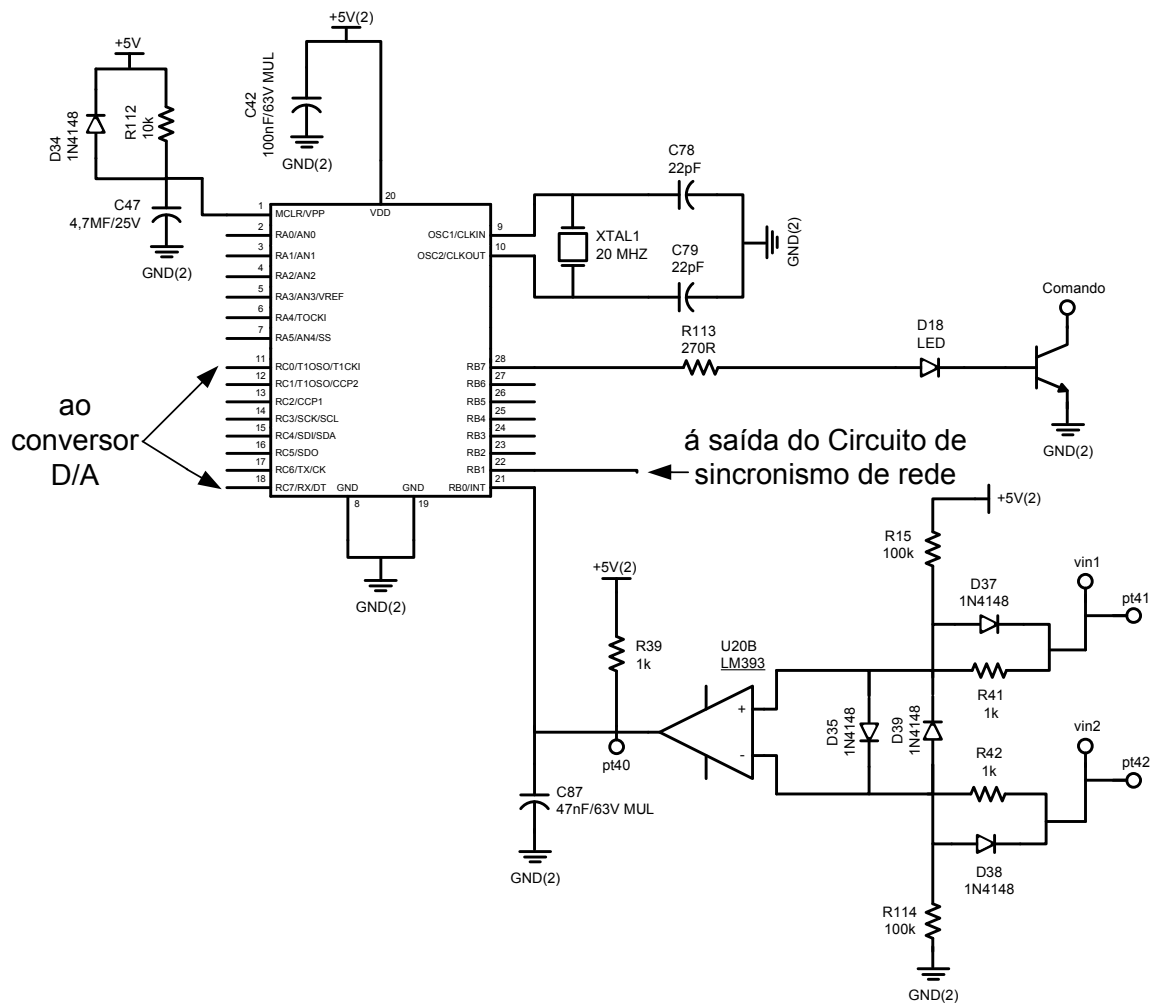 +5V(2)
+5V
D34
1N4148
R112
10k
C42
100nF/63V MUL
GND(2)
C47
4,7MF/25V
GND(2)
1
2
3
4
5
6
7
11
12
13
14
15
16
17
18
MCLR/VPP
RA0/AN0
RA1/AN1
RA2/AN2
RA3/AN3/VREF
RA4/TOCKI
RA5/AN4/SS
RC0/T1OSO/T1CKI
RC1/T1OSO/CCP2
RC2/CCP1
RC3/SCK/SCL
RC4/SDI/SDA
RC5/SDO
RC6/TX/CK
RC7/RX/DT
20
VDD
OSC1/CLKIN
OSC2/CLKOUT
RB7
RB6
RB5
RB4
RB3
RB2
RB1
RB0/INT
9
10
28
27
26
25
24
23
22
21
GND
GND
8
19
GND(2)
C78
22pF
XTAL1
20 MHZ
C79
22pF
GND(2)
R113
270R
D18
LED
Comando
GND(2)
ao
conversor
D/A
á saída do Circuito de
sincronismo de rede
+5V(2)
R15
100k
+5V(2)
R39
1k
pt40
U20B
LM393
+
-
D37
1N4148
vin1
pt41
R41
1k
D35
1N4148
D39
1N4148
R42
1k
vin2
pt42
D38
1N4148
C87
47nF/63V MUL
GND(2)
R114
100k
GND(2)